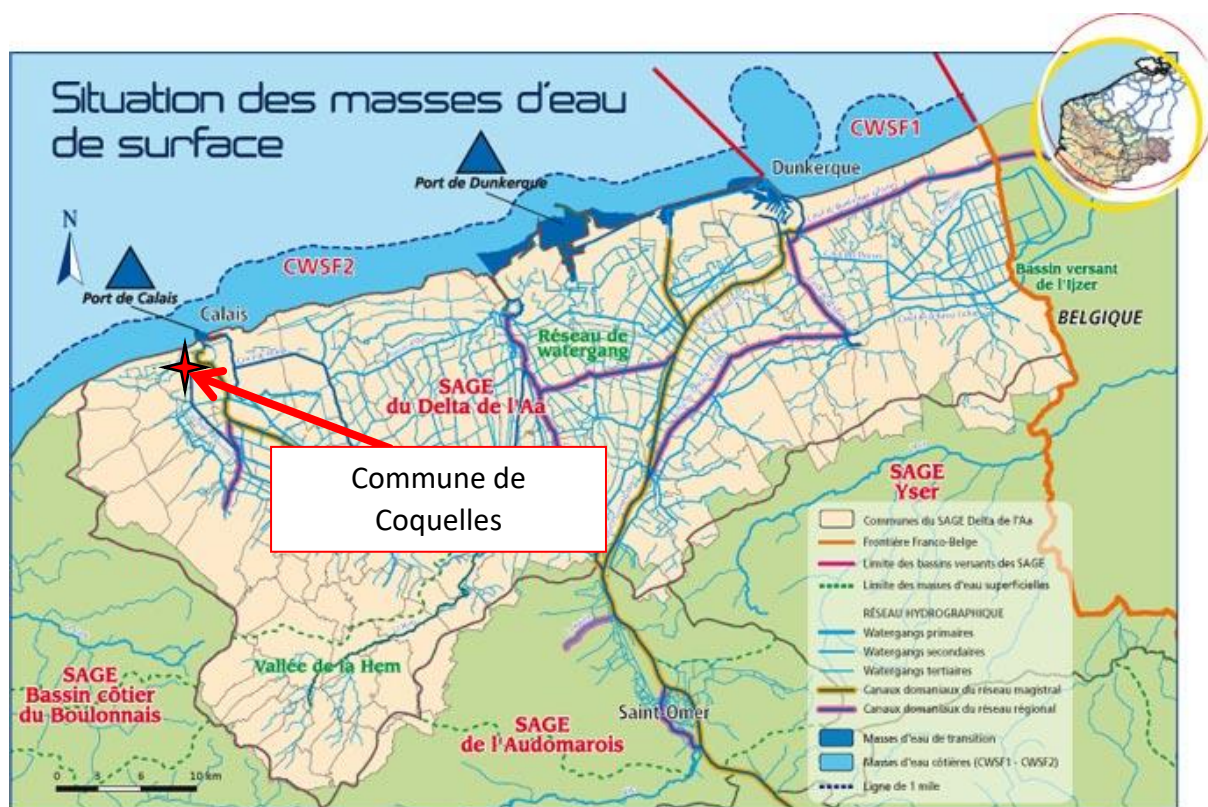 Situation des masses d'eau
de surface
N
CWSF1
Dunkerque
Port de Dunkerque
CWSF2
Port de Calais
Calais
Bassin versant
de l'Ijzer
BELGIQUE
Réseau de
watergang
SAGE
du Delta de l'Aa
Commune de
Coquelles
SAGE
Yser
Vallée de la Hem
SAGE
Bassin côtier
du Boulonnais
Saint-Omer
SAGE
de l'Audomarois
0 3 6 10 km
Communes du SAGE Delta de l'Aa
Frontière Franco-Belge
Limite des bassins versants des SAGE
Limite des masses d'eau superficielles
RÉSEAU HYDROGRAPHIQUE
Watergangs primaires
Watergangs secondaires
Watergangs tertiaires
Canaux domaniaux du réseau magistral
Canaux domaniaux du réseau régional
Masses d'eau de transition
Masses d'eau côtières (CWSF1 - CWSF2)
Ligne de 1 mile